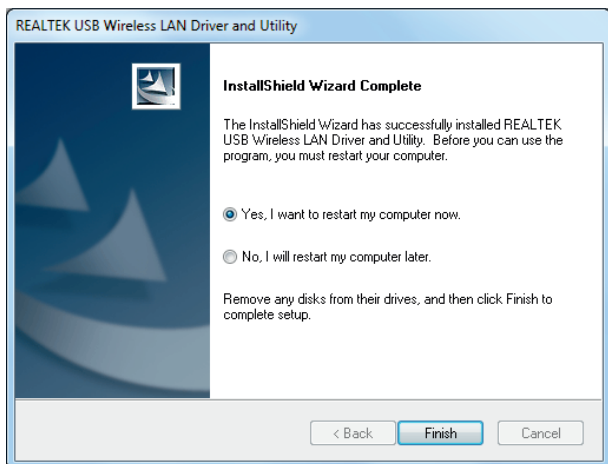 REALTEK USB Wireless LAN Driver and Utility
InstallShield Wizard Complete
The InstallShield Wizard has successfully installed REALTEK
USB Wireless LAN Driver and Utility. Before you can use the
program, you must restart your computer.
Yes, I want to restart my computer now.
No, I will restart my computer later.
Remove any disks from their drives, and then click Finish to
complete setup.
< Back
Finish
Cancel